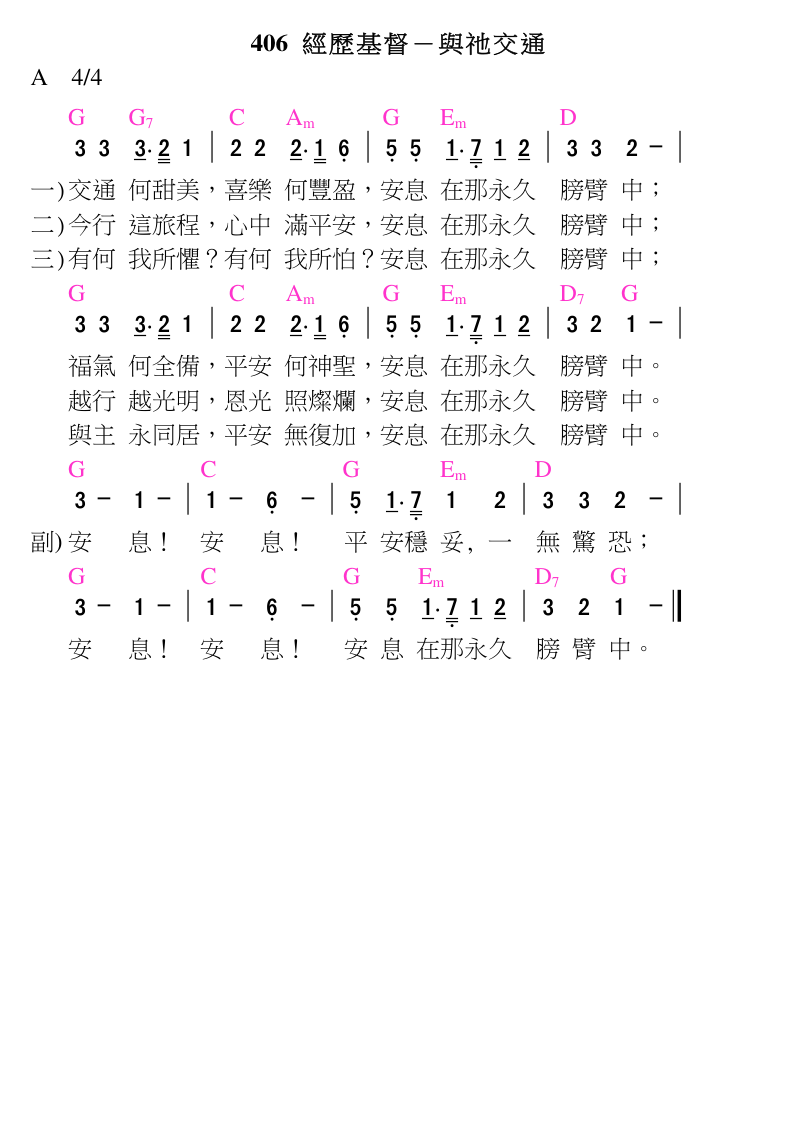 406 經歷基督－與祂交通
A 4/4
G G7 C Am G Em D
3 3 3· 2 1 | 2 2 2· 1 6 | 5 5 1· 7 1 2 | 3 3 2 － |
一)交通 何甜美，喜樂 何豐盈，安息 在那永久 膀臂 中；
二)今行 這旅程，心中 滿平安，安息 在那永久 膀臂 中；
三)有何 我所懼？有何 我所怕？安息 在那永久 膀臂 中；
G C Am G Em D7 G
3 3 3· 2 1 | 2 2 2· 1 6 | 5 5 1· 7 1 2 | 3 2 1 － |
福氣 何全備，平安 何神聖，安息 在那永久 膀臂 中。
越行 越光明，恩光 照燦爛，安息 在那永久 膀臂 中。
與主 永同居，平安 無復加，安息 在那永久 膀臂 中。
G C G Em D
3 － 1 － | 1 － 6 － | 5 1· 7 1 2 | 3 3 2 － |
副) 安 息！ 安 息！ 平 安穩 妥, 一 無 驚 恐；
G C G Em D7 G
3 － 1 － | 1 － 6 － | 5 5 1· 7 1 2 | 3 2 1 － ‖
安 息！ 安 息！ 安 息 在那永久 膀 臂 中。